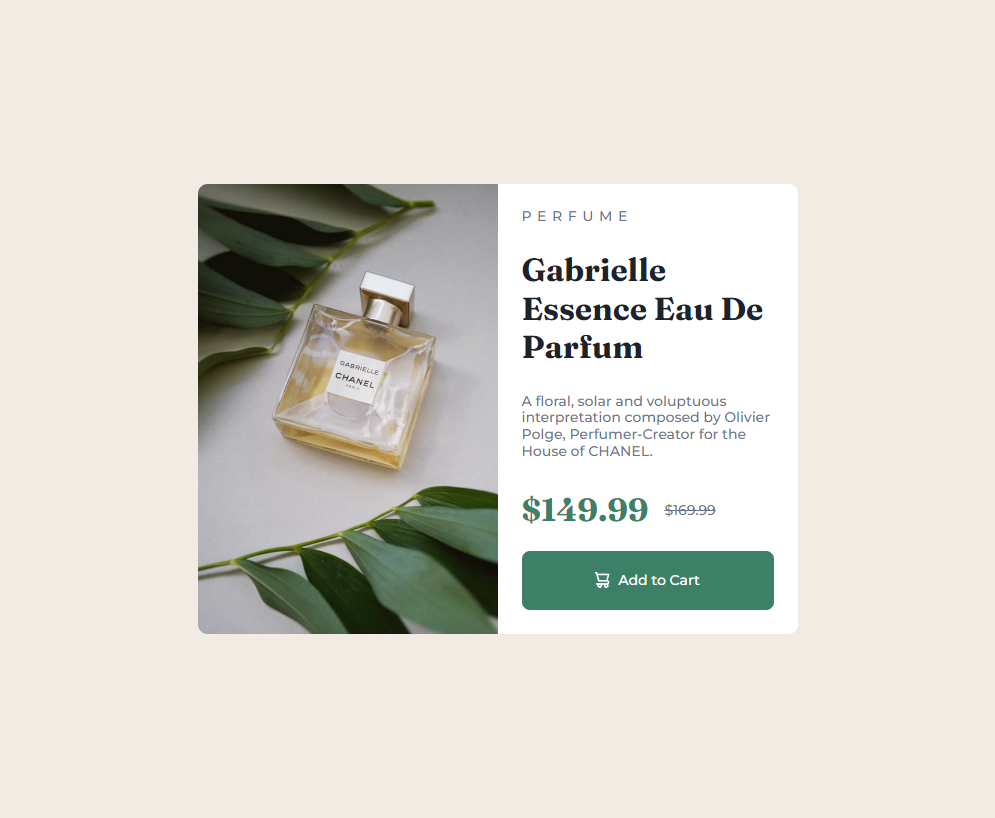 GABRIELLE
CHANEL
PARIS
PERFUME
Gabrielle
Essence Eau De
Parfum
A floral, solar and voluptuous
interpretation composed by Olivier
Polge, Perfumer-Creator for the
House of CHANEL.
$149.99 $169.99
Add to Cart